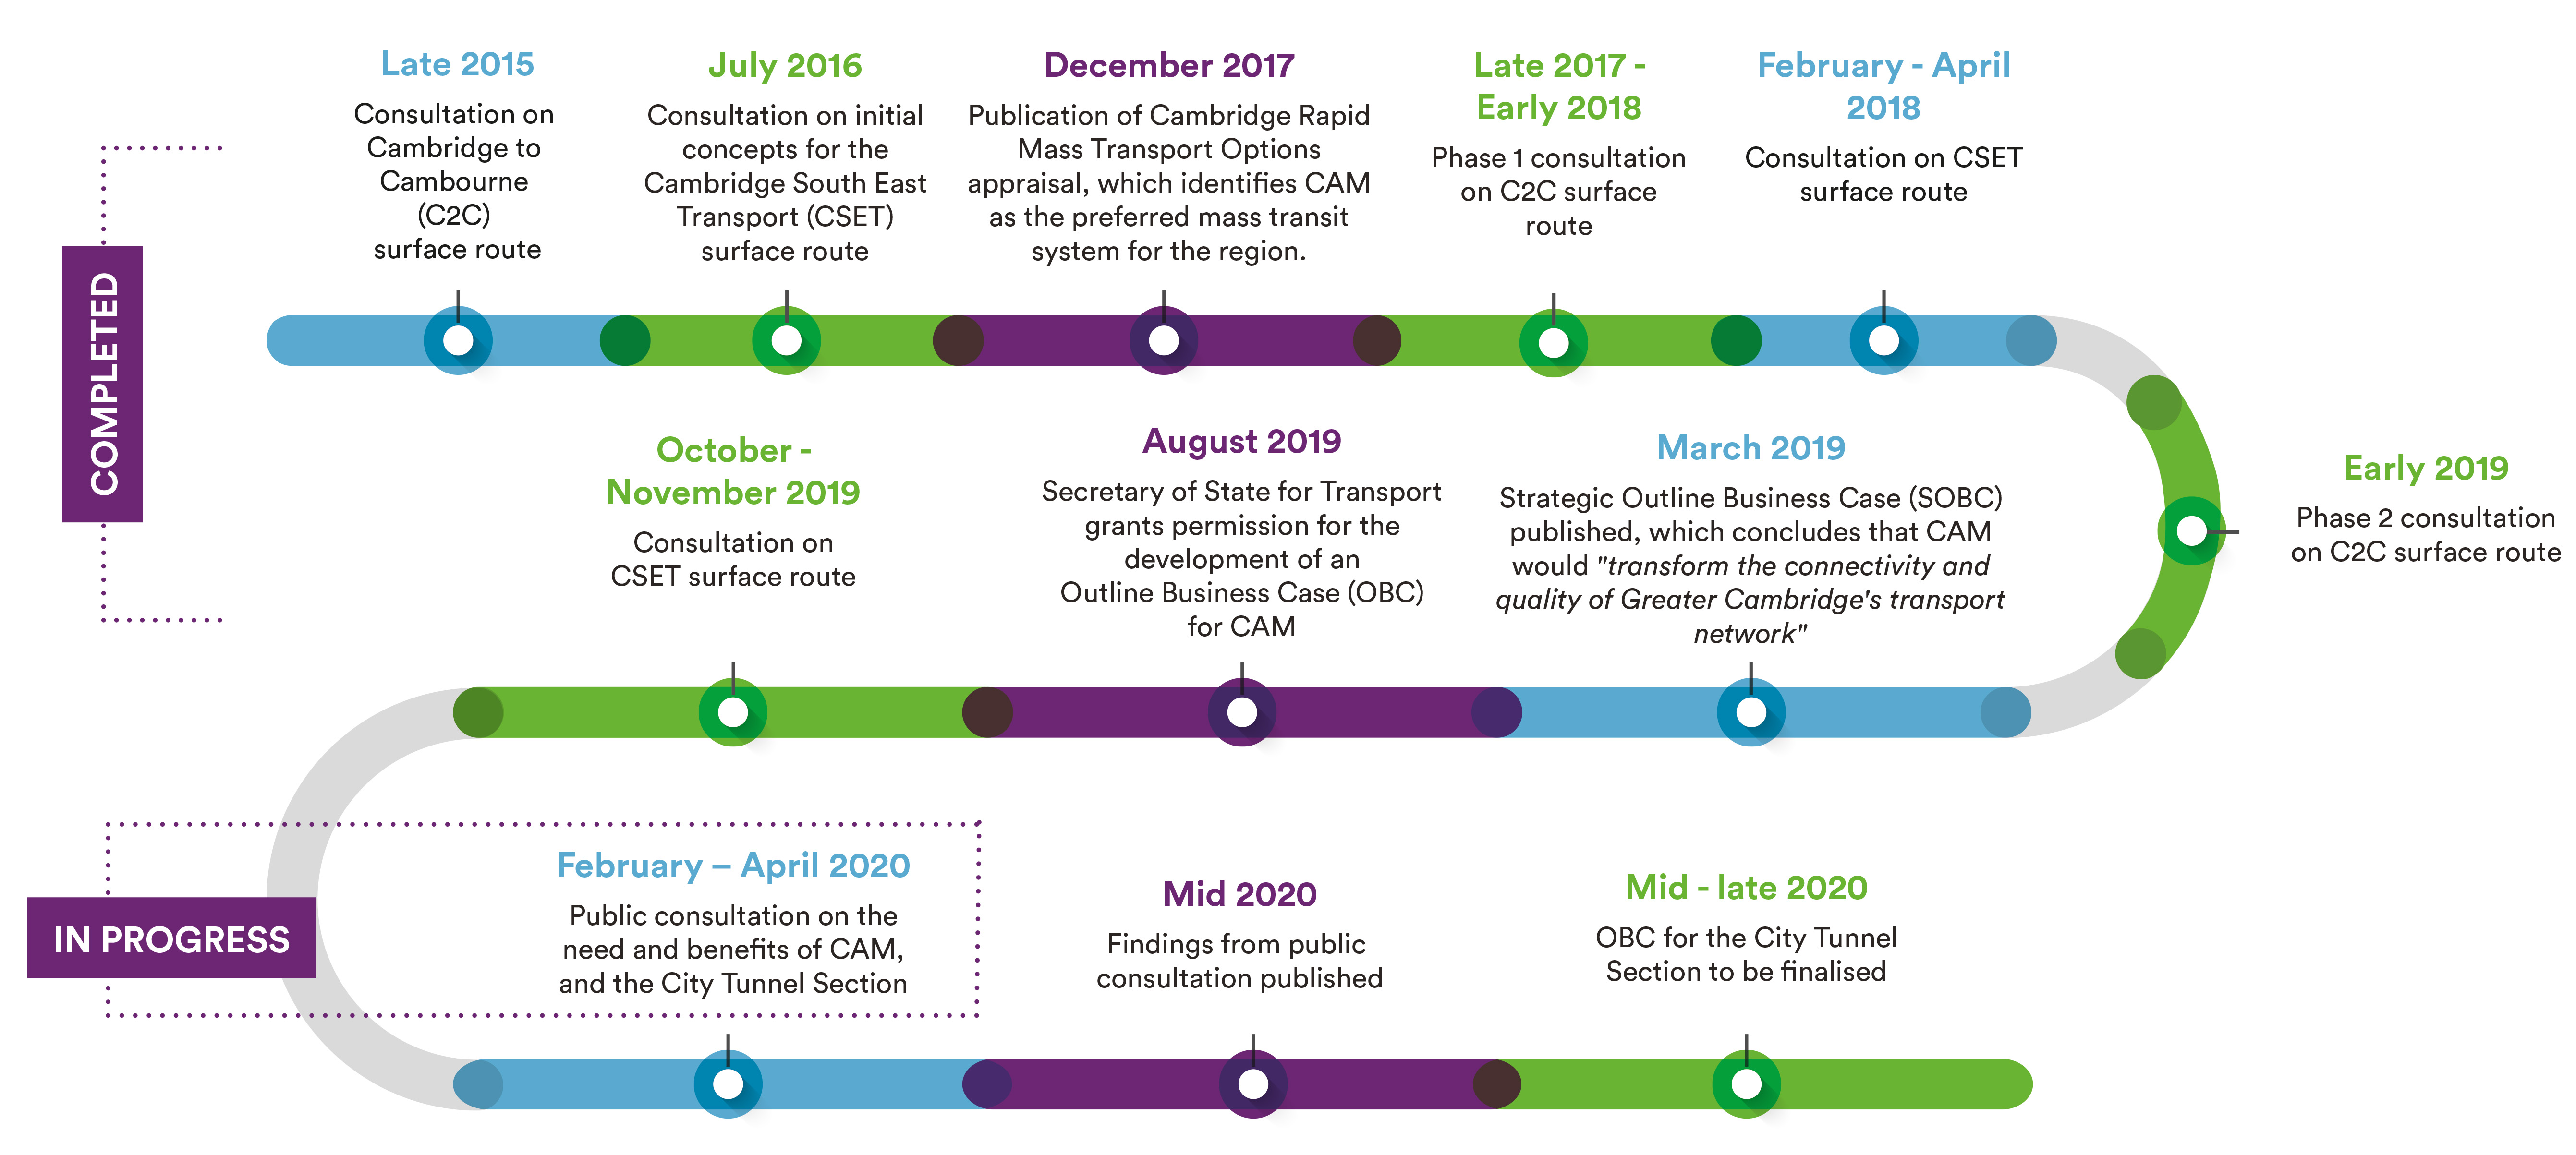 Late 2015
Consultation on
Cambridge to
Cambourne
(C2C)
surface route
July 2016
Consultation on initial
concepts for the
Cambridge South East
Transport (CSET)
surface route
December 2017
Publication of Cambridge Rapid
Mass Transport Options
appraisal, which identifies CAM
as the preferred mass transit
system for the region.
Late 2017 -
Early 2018
Phase 1 consultation
on C2C surface
route
February - April
2018
Consultation on CSET
surface route
COMPLETED
Early 2019
Phase 2 consultation
on C2C surface route
March 2019
Strategic Outline Business Case (SOBC)
published, which concludes that CAM
would "transform the connectivity and
quality of Greater Cambridge's transport
network"
August 2019
Secretary of State for Transport
grants permission for the
development of an
Outline Business Case (OBC)
for CAM
October -
November 2019
Consultation on
CSET surface route
IN PROGRESS
February – April 2020
Public consultation on the
need and benefits of CAM,
and the City Tunnel Section
Mid 2020
Findings from public
consultation published
Mid - late 2020
OBC for the City Tunnel
Section to be finalised